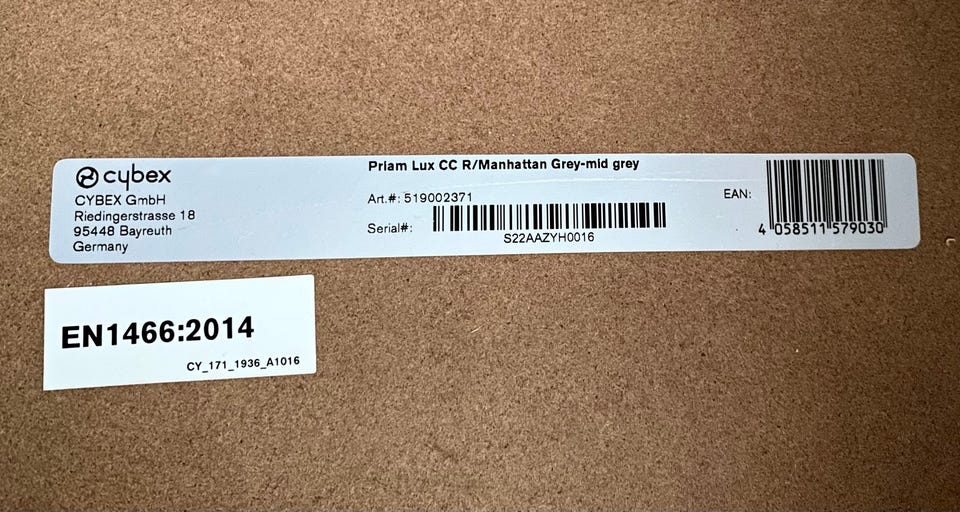 cybex
CYBEX GmbH
Riedingerstrasse 18
95448 Bayreuth
Germany
Priam Lux CC R/Manhattan Grey-mid grey
Art.#: 519002371
Serial#:
S22AAZYH0016
EAN:
4 058511 579030
EN1466:2014
CY_171_1936_A1016